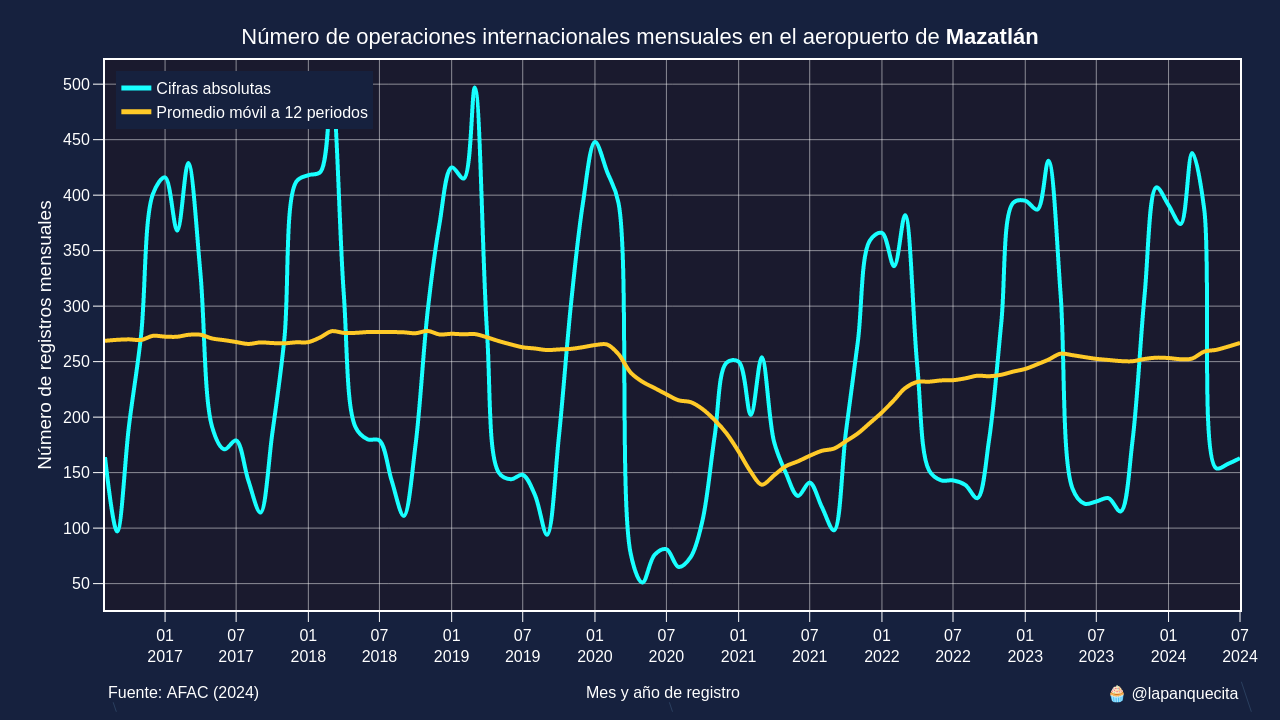 Número de operaciones internacionales mensuales en el aeropuerto de Mazatlán
Cifras absolutas
Promedio móvil a 12 periodos
Número de registros mensuales
500
450
400
350
300
250
200
150
100
50
01 07 01 07 01 07 01 07 01 07 01 07 01 07 01 07
2017 2017 2018 2018 2019 2019 2020 2020 2021 2021 2022 2022 2023 2023 2024 2024
Fuente: AFAC (2024) Mes y año de registro 🧁 @lapanquecita